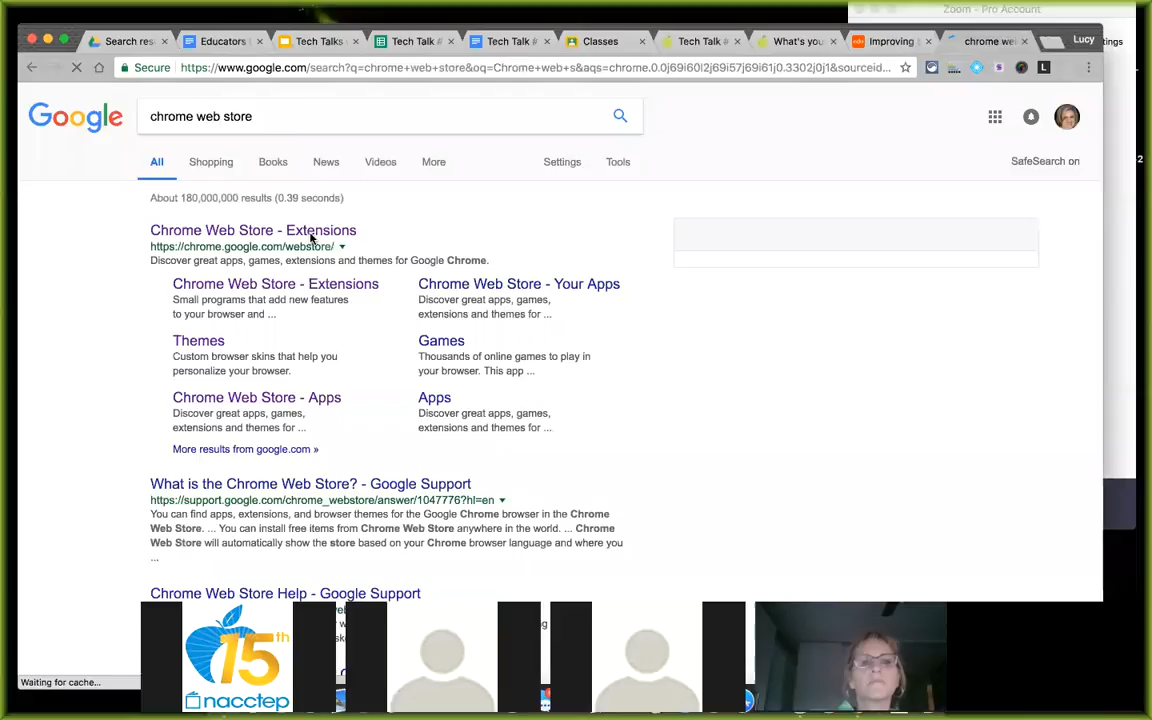 Zoom - Pro Account
Search res
Educators
Tech Talks
Tech Talk #
Tech Talk #
Classes
Tech Talk #
What's you
Improving
chrome we
Lucy
tings
Secure
https://www.google.com/search?q=chrome+web+store&oq=Chrome+web+s&aqs=chrome.0.0j69i60l2j69i57j69i61j0.3302j0j1&sourceid...
L
Google
chrome web store
2
All
Shopping
Books
News
Videos
More
Settings
Tools
SafeSearch on
About 180,000,000 results (0.39 seconds)
Chrome Web Store - Extensions
https://chrome.google.com/webstore/
Discover great apps, games, extensions and themes for Google Chrome.
Chrome Web Store - Extensions
Small programs that add new features
to your browser and ...
Chrome Web Store - Your Apps
Discover great apps, games,
extensions and themes for ...
Themes
Custom browser skins that help you
personalize your browser.
Games
Thousands of online games to play in
your browser. This app ...
Chrome Web Store - Apps
Discover great apps, games,
extensions and themes for ...
Apps
Discover great apps, games,
extensions and themes for ...
More results from google.com »
What is the Chrome Web Store? - Google Support
https://support.google.com/chrome_webstore/answer/1047776?hl=en
You can find apps, extensions, and browser themes for the Google Chrome browser in the Chrome
Web Store. ... You can install free items from Chrome Web Store anywhere in the world. ... Chrome
Web Store will automatically show the store based on your Chrome browser language and where you
...
Chrome Web Store Help - Google Support
Waiting for cache...
15th
nacctep